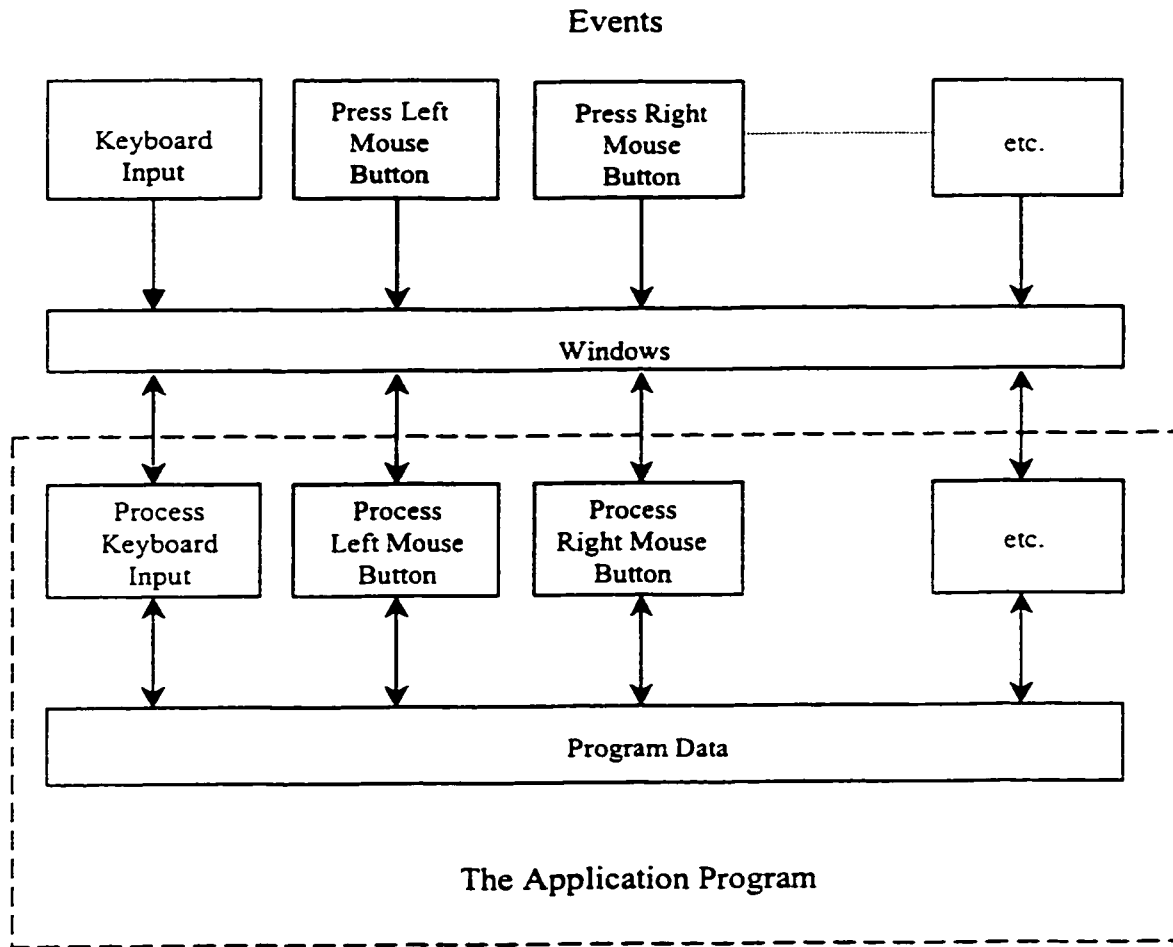 Events
Keyboard
Input
Press Left
Mouse
Button
Press Right
Mouse
Button
etc.
Windows
Process
Keyboard
Input
Process
Left Mouse
Button
Process
Right Mouse
Button
etc.
Program Data
The Application Program